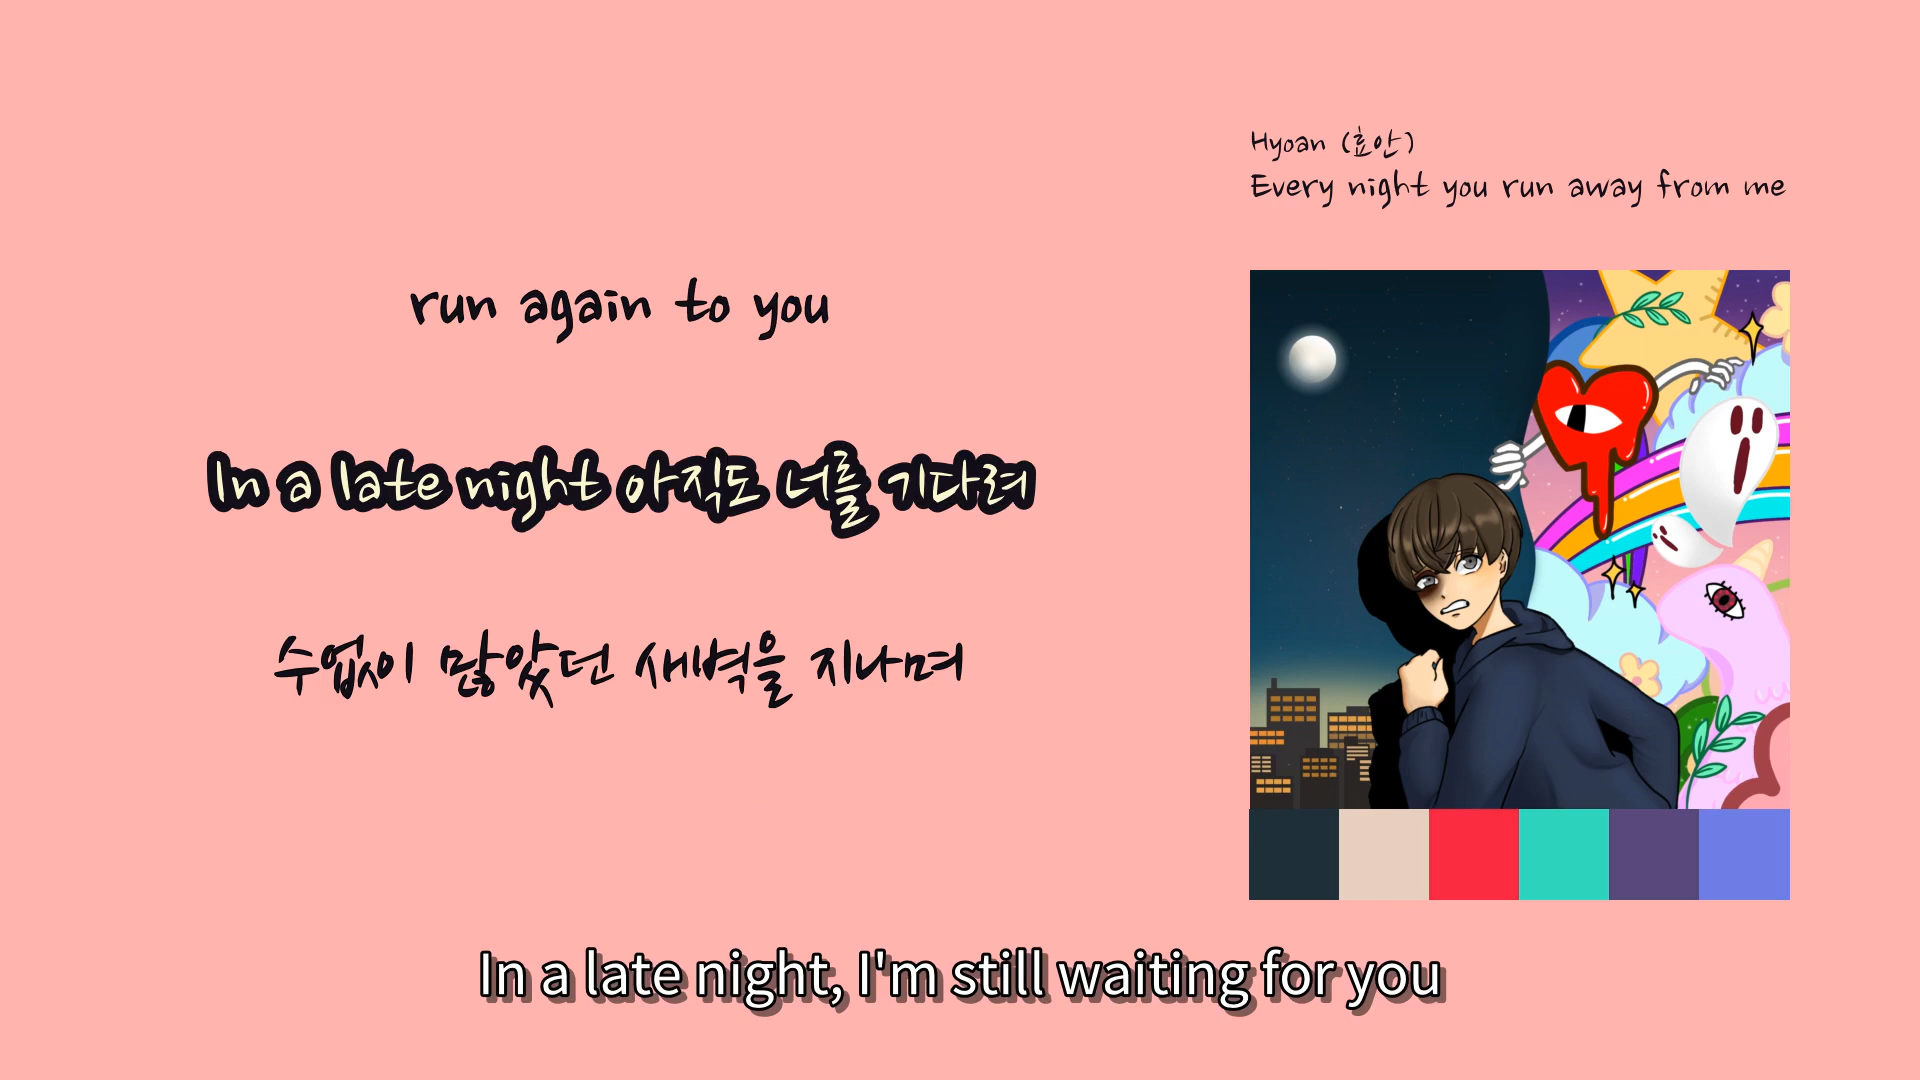 Hyoan (효안)
Every night you run away from me
run again to you
In a late night 아직도 너를 기다려
수없이 많았던 새벽을 지나며
In a late night, I'm still waiting for you